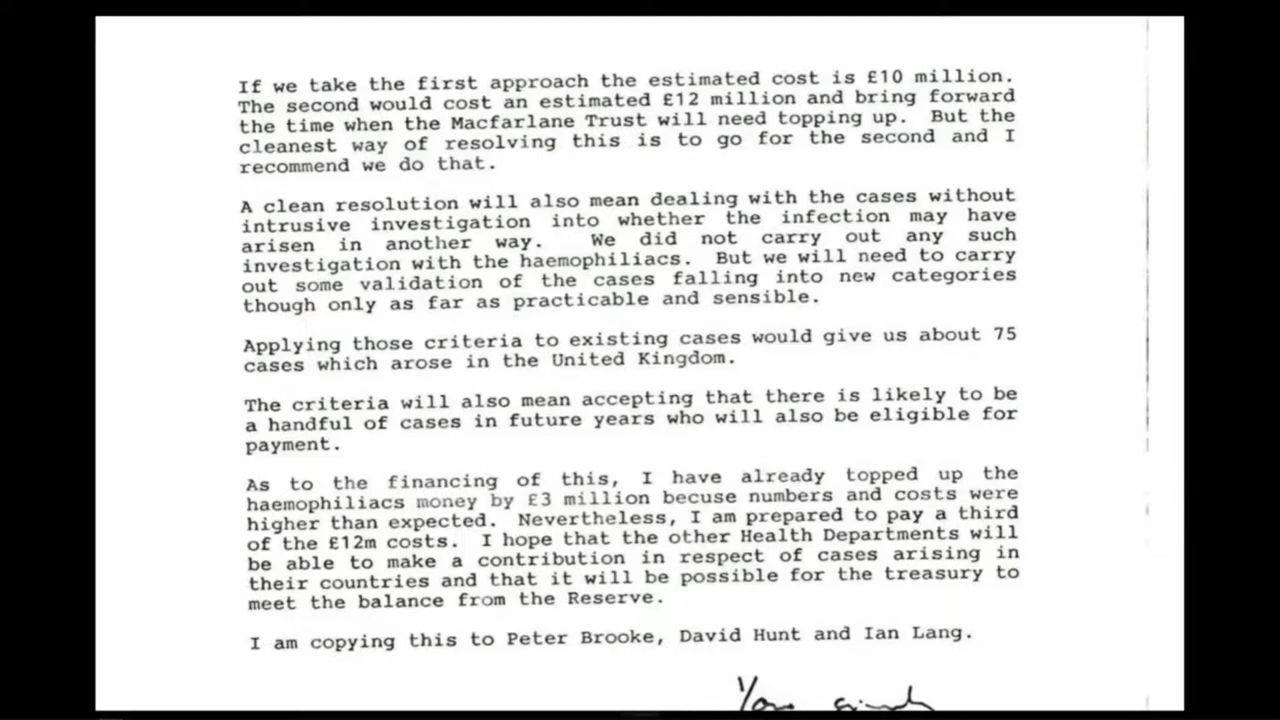 If we take the first approach the estimated cost is £10 million.
The second would cost an estimated £12 million and bring forward
the time when the Macfarlane Trust will need topping up. But the
cleanest way of resolving this is to go for the second and I
recommend we do that.
A clean resolution will also mean dealing with the cases without
intrusive investigation into whether the infection may have
arisen in another way. We did not carry out any such
investigation with the haemophiliacs. But we will need to carry
out some validation of the cases falling into new categories
though only as far as practicable and sensible.
Applying those criteria to existing cases would give us about 75
cases which arose in the United Kingdom.
The criteria will also mean accepting that there is likely to be
a handful of cases in future years who will also be eligible for
payment.
As to the financing of this, I have already topped up the
haemophiliacs money by £3 million becuse numbers and costs were
higher than expected. Nevertheless, I am prepared to pay a third
of the £12m costs. I hope that the other Health Departments will
be able to make a contribution in respect of cases arising in
their countries and that it will be possible for the treasury to
meet the balance from the Reserve.
I am copying this to Peter Brooke, David Hunt and Ian Lang.